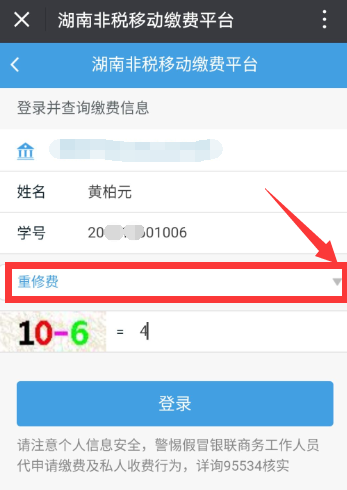 湖南非税移动缴费平台
湖南非税移动缴费平台
登录并查询缴费信息
姓名 黄柏元
学号 20 01006
重修费
10-6 = 4
登录
请注意个人信息安全，警惕假冒银联商务工作人员
代申请缴费及私人收费行为，详询95534核实